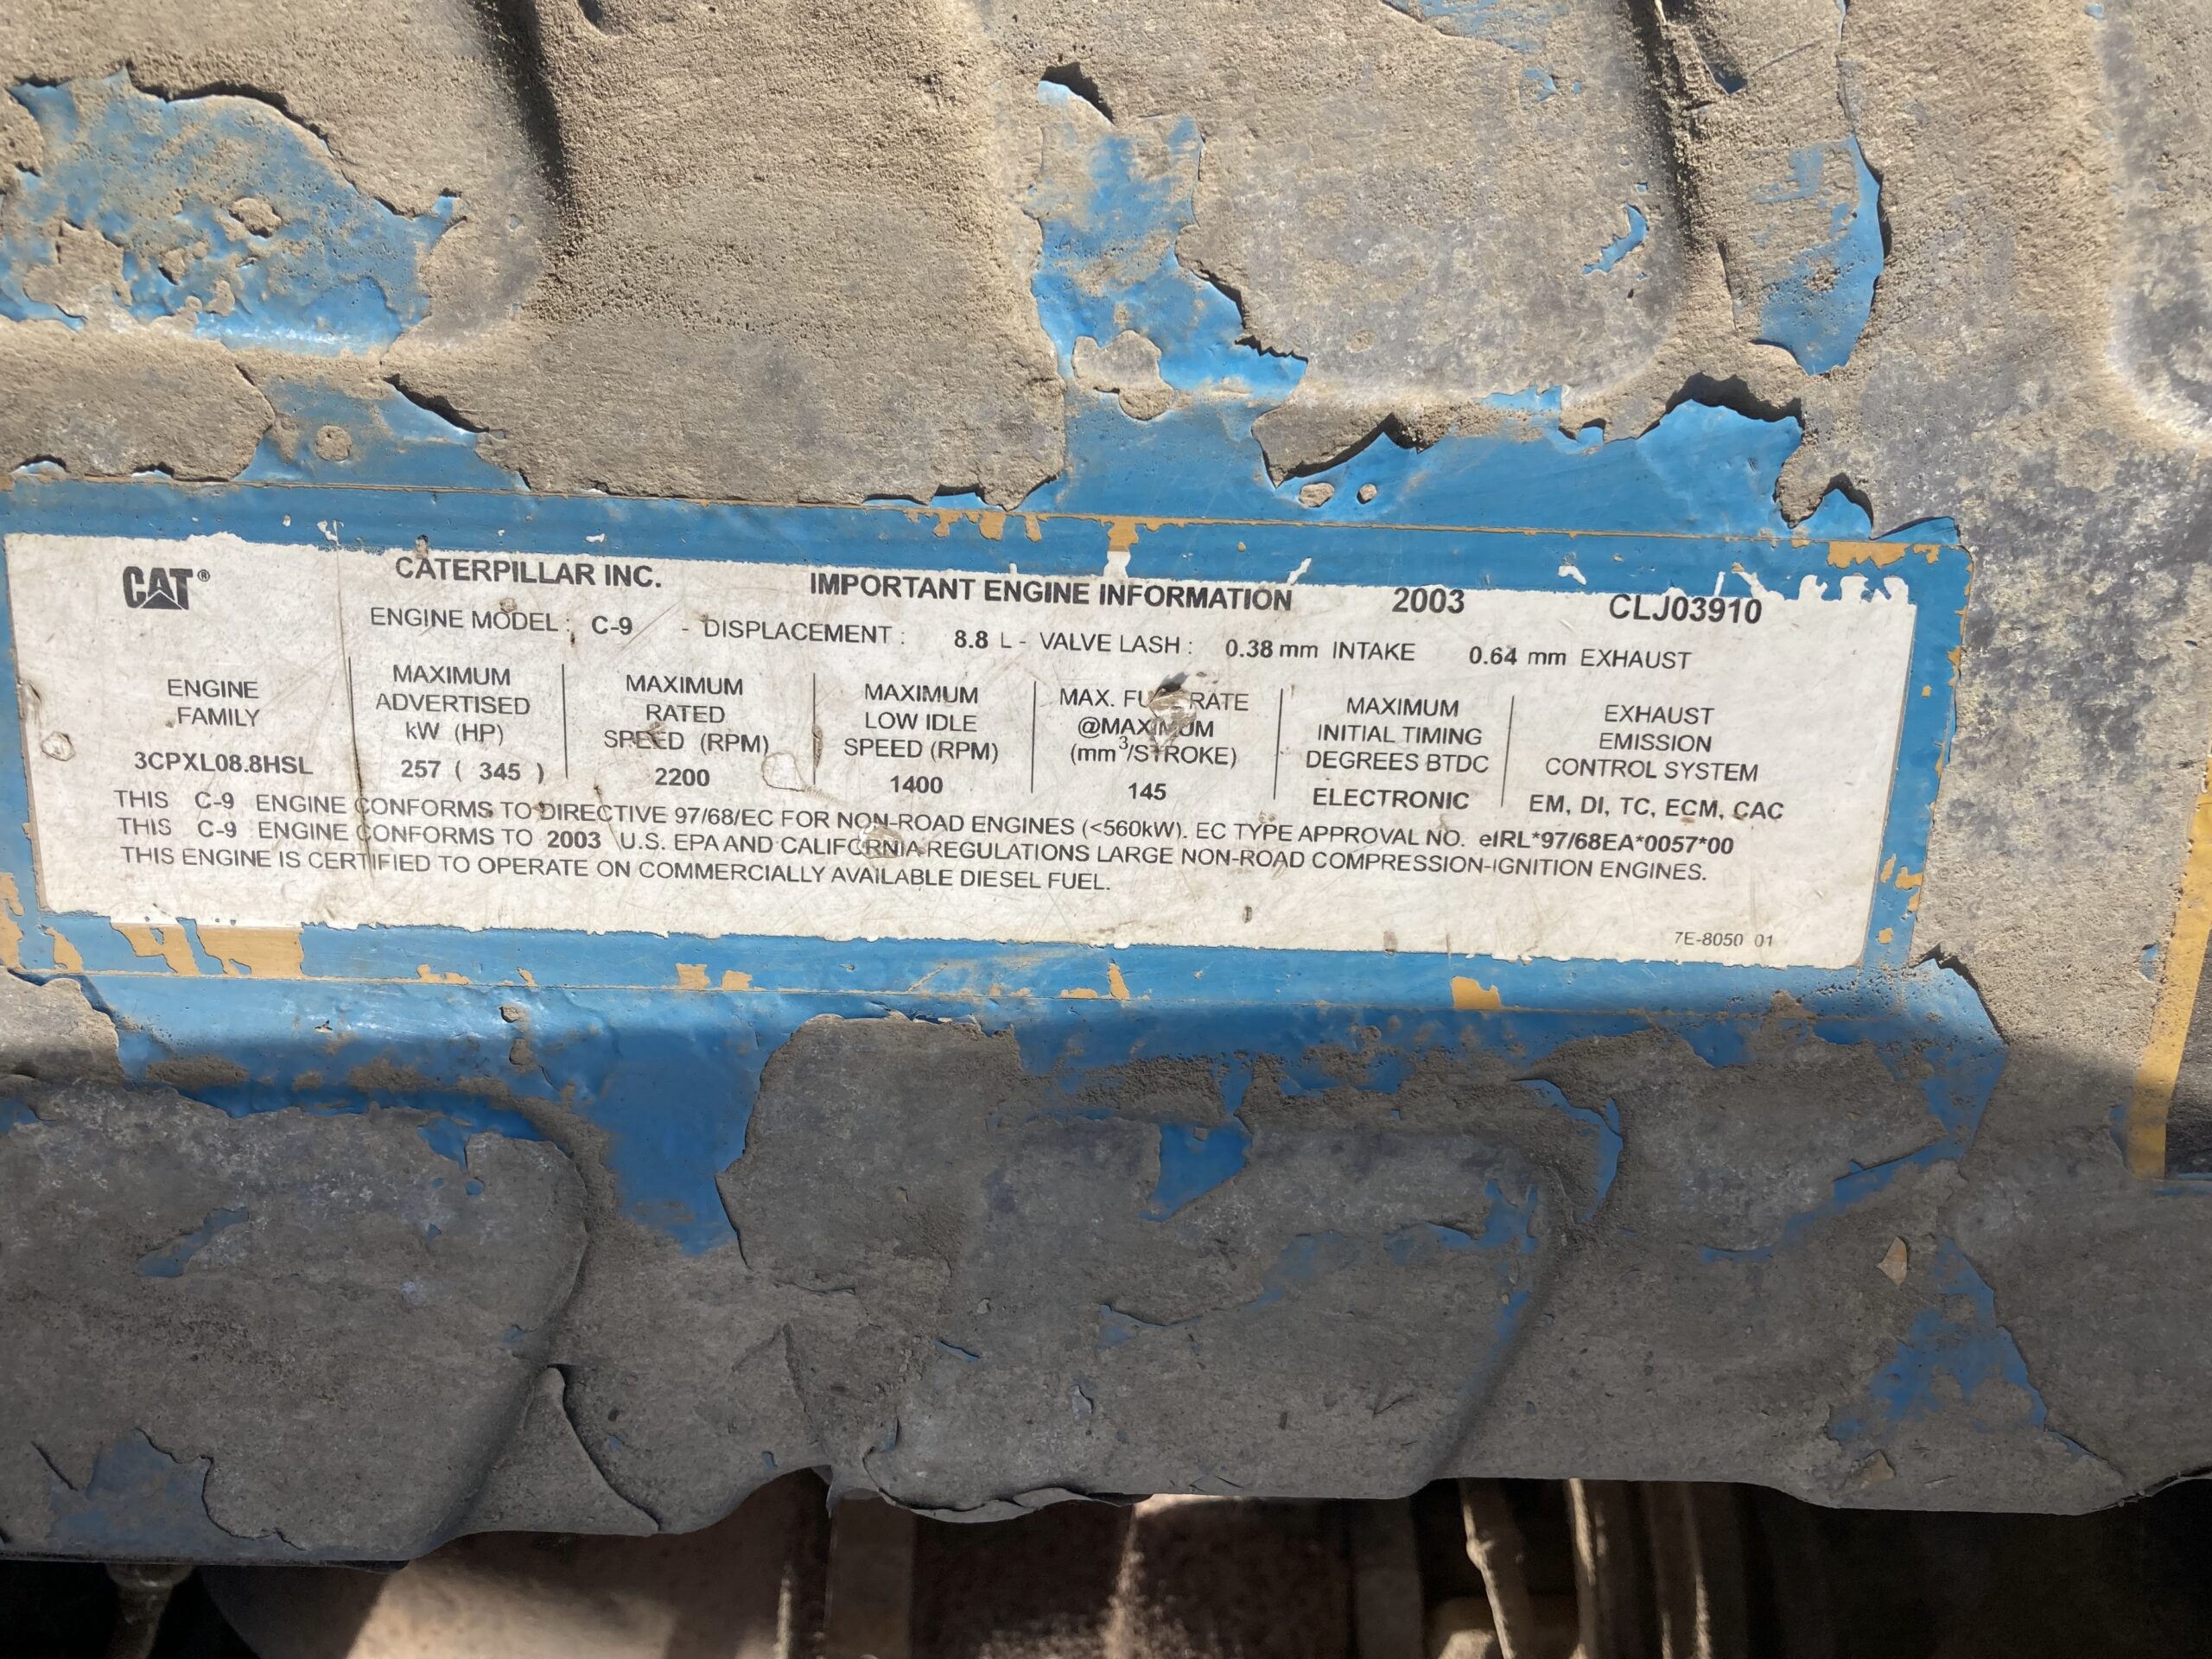 CAT® CATERPILLAR INC. IMPORTANT ENGINE INFORMATION 2003 CLJ03910
ENGINE MODEL: C-9 - DISPLACEMENT: 8.8 L - VALVE LASH: 0.38 mm INTAKE 0.64 mm EXHAUST
ENGINE
FAMILY
3CPXL08.8HSL
MAXIMUM
ADVERTISED
kW (HP)
257 ( 345 )
MAXIMUM
RATED
SPEED (RPM)
2200
MAXIMUM
LOW IDLE
SPEED (RPM)
1400
MAX. RATE
@MAXIMUM
(mm³/STROKE)
145
MAXIMUM
INITIAL TIMING
DEGREES BTDC
ELECTRONIC
EXHAUST
EMISSION
CONTROL SYSTEM
EM, DI, TC, ECM, CAC
THIS C-9 ENGINE CONFORMS TO DIRECTIVE 97/68/EC FOR NON-ROAD ENGINES (<560kW). EC TYPE APPROVAL NO. eIRL*97/68EA*0057*00
THIS C-9 ENGINE CONFORMS TO 2003 U.S. EPA AND CALIFORNIA REGULATIONS LARGE NON-ROAD COMPRESSION-IGNITION ENGINES.
THIS ENGINE IS CERTIFIED TO OPERATE ON COMMERCIALLY AVAILABLE DIESEL FUEL.
7E-8050 01